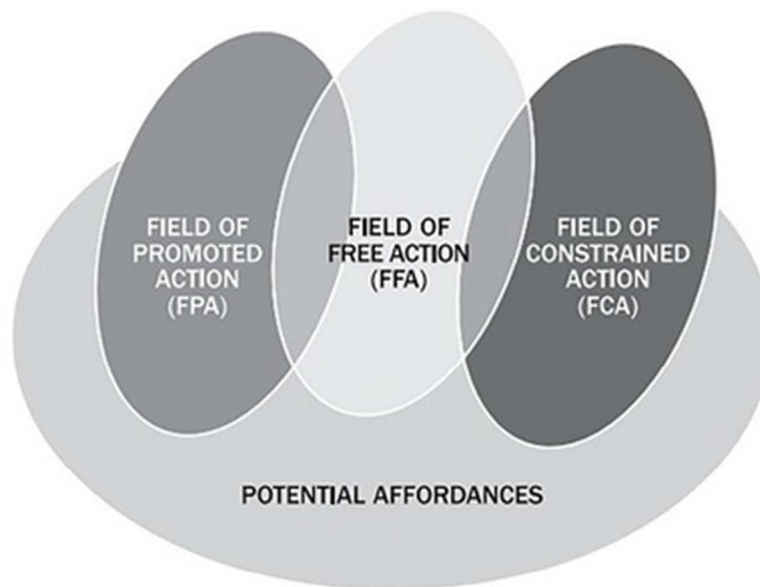 FIELD OF
PROMOTED
ACTION
(FPA)
FIELD OF
FREE ACTION
(FFA)
FIELD OF
CONSTRAINED
ACTION
(FCA)
POTENTIAL AFFORDANCES